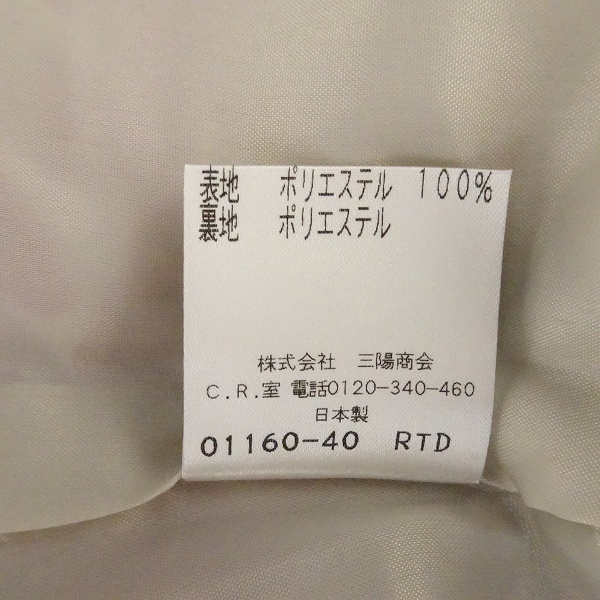 表地 ポリエステル 100%
裏地 ポリエステル
株式会社 三陽商会
C.R.室 電話0120-340-460
日本製
01160-40 RTD